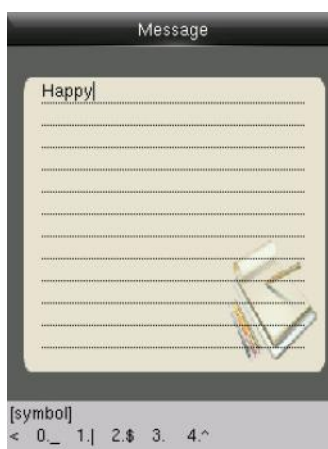 Message
Happy
[symbol]
< 0._ 1.| 2.$ 3. 4.^